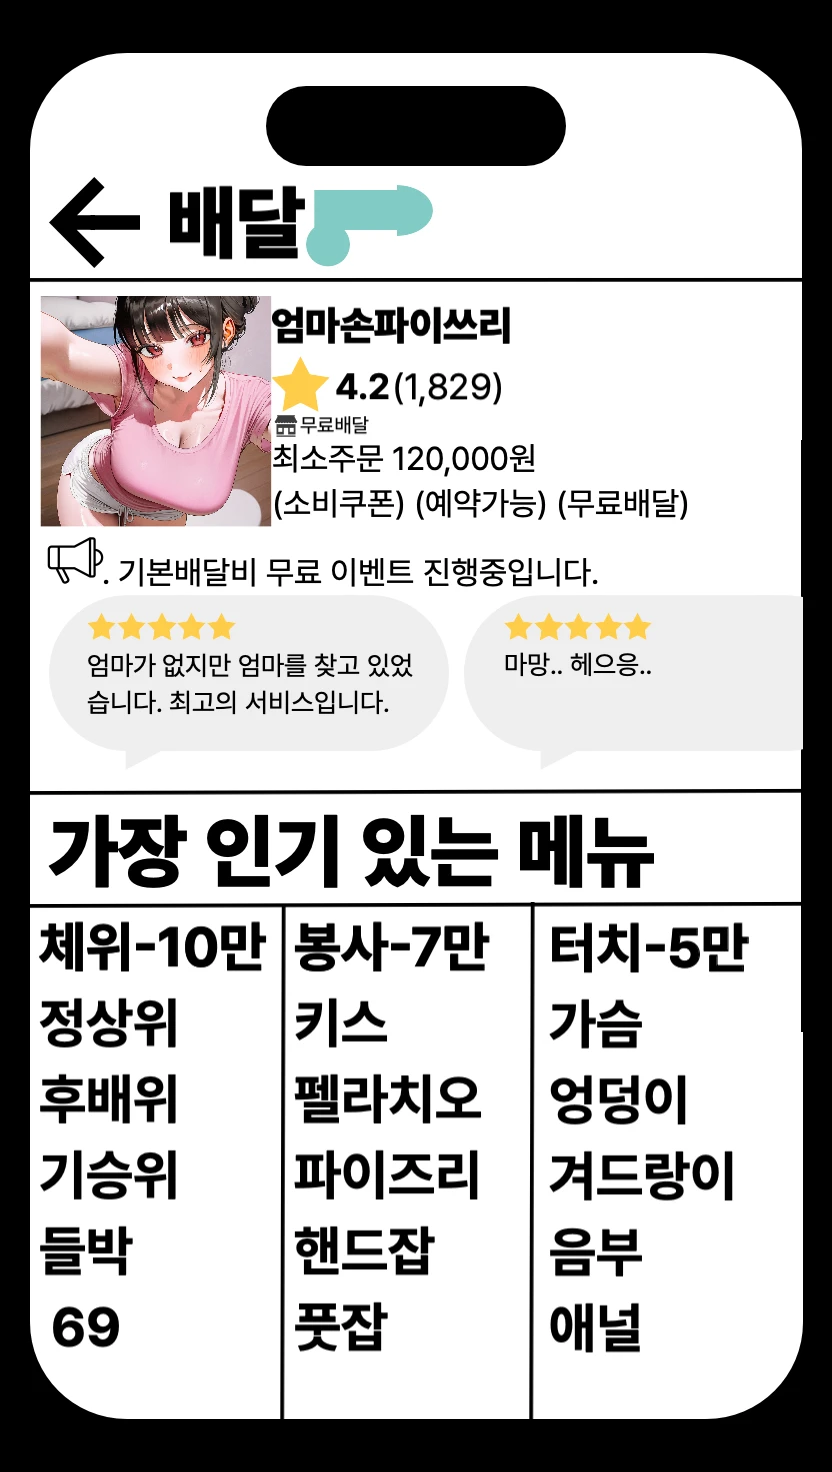 배달
엄마손파이쓰리
4.2(1,829)
무료배달
최소주문 120,000원
(소비쿠폰) (예약가능) (무료배달)
. 기본배달비 무료 이벤트 진행중입니다.
엄마가 없지만 엄마를 찾고 있었
습니다. 최고의 서비스입니다.
마망.. 헤으응..
가장 인기 있는 메뉴
체위-10만
정상위
후배위
기승위
들박
69
봉사-7만
키스
펠라치오
파이즈리
핸드잡
풋잡
터치-5만
가슴
엉덩이
겨드랑이
음부
애널